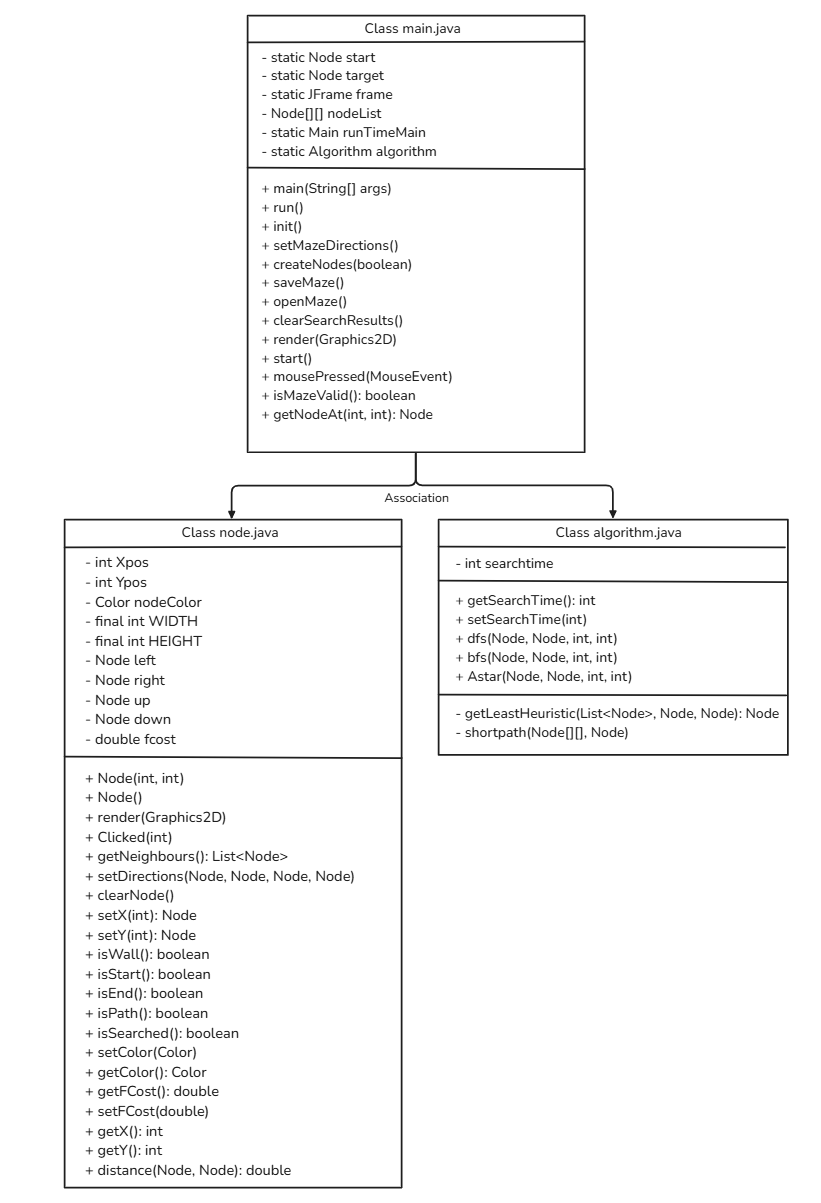 Class main.java
- static Node start
- static Node target
- static JFrame frame
- Node[][] nodeList
- static Main runTimeMain
- static Algorithm algorithm
+ main(String[] args)
+ run()
+ init()
+ setMazeDirections()
+ createNodes(boolean)
+ saveMaze()
+ openMaze()
+ clearSearchResults()
+ render(Graphics2D)
+ start()
+ mousePressed(MouseEvent)
+ isMazeValid(): boolean
+ getNodeAt(int, int): Node
Association
Class node.java
- int Xpos
- int Ypos
- Color nodeColor
- final int WIDTH
- final int HEIGHT
- Node left
- Node right
- Node up
- Node down
- double fcost
+ Node(int, int)
+ Node()
+ render(Graphics2D)
+ Clicked(int)
+ getNeighbours(): List<Node>
+ setDirections(Node, Node, Node, Node)
+ clearNode()
+ setX(int): Node
+ setY(int): Node
+ isWall(): boolean
+ isStart(): boolean
+ isEnd(): boolean
+ isPath(): boolean
+ isSearched(): boolean
+ setColor(Color)
+ getColor(): Color
+ getFCost(): double
+ setFCost(double)
+ getX(): int
+ getY(): int
+ distance(Node, Node): double
Class algorithm.java
- int searchtime
+ getSearchTime(): int
+ setSearchTime(int)
+ dfs(Node, Node, int, int)
+ bfs(Node, Node, int, int)
+ Astar(Node, Node, int, int)
- getLeastHeuristic(List<Node>, Node, Node): Node
- shortpath(Node[][], Node)